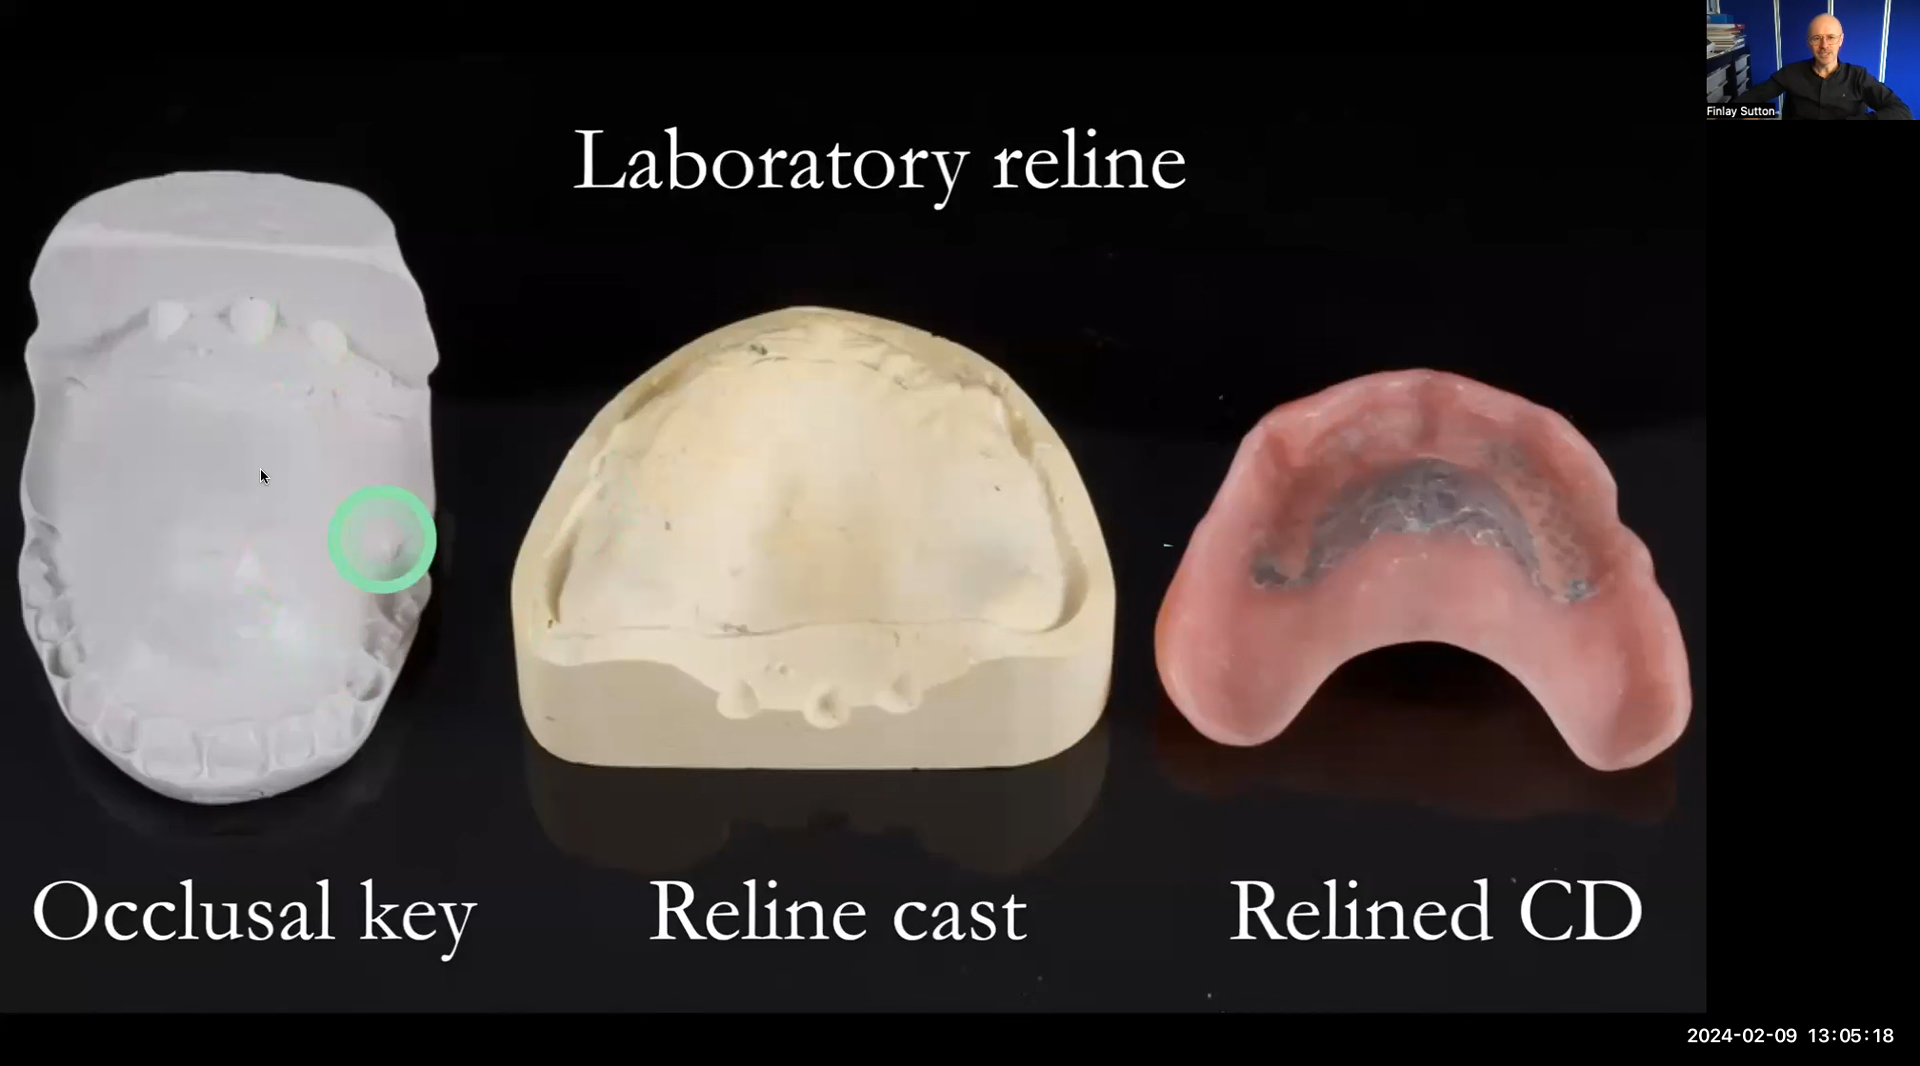 Finlay Sutton
Laboratory reline
Occlusal key
Reline cast
Relined CD
2024-02-09 13:05:18